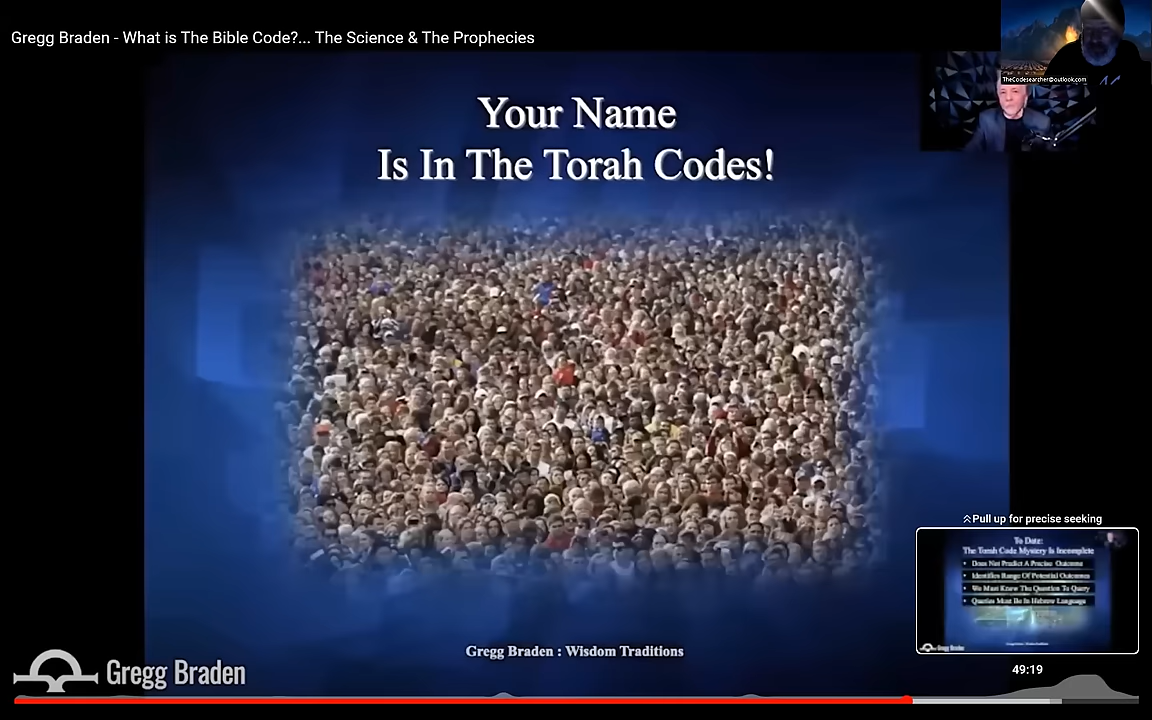 Gregg Braden - What is The Bible Code?... The Science & The Prophecies
TheCodesearcher@outlook.com
Your Name
Is In The Torah Codes!
Pull up for precise seeking
To Date:
The Torah Code Mystery Is Incomplete
• Does Not Predict A Precise Outcome
• Identifies Range Of Potential Outcomes
• We Must Know The Question To Query
• Queries Must Be In Hebrew Language
Gregg Braden
Gregg Braden : Wisdom Traditions
49:19
Gregg Braden